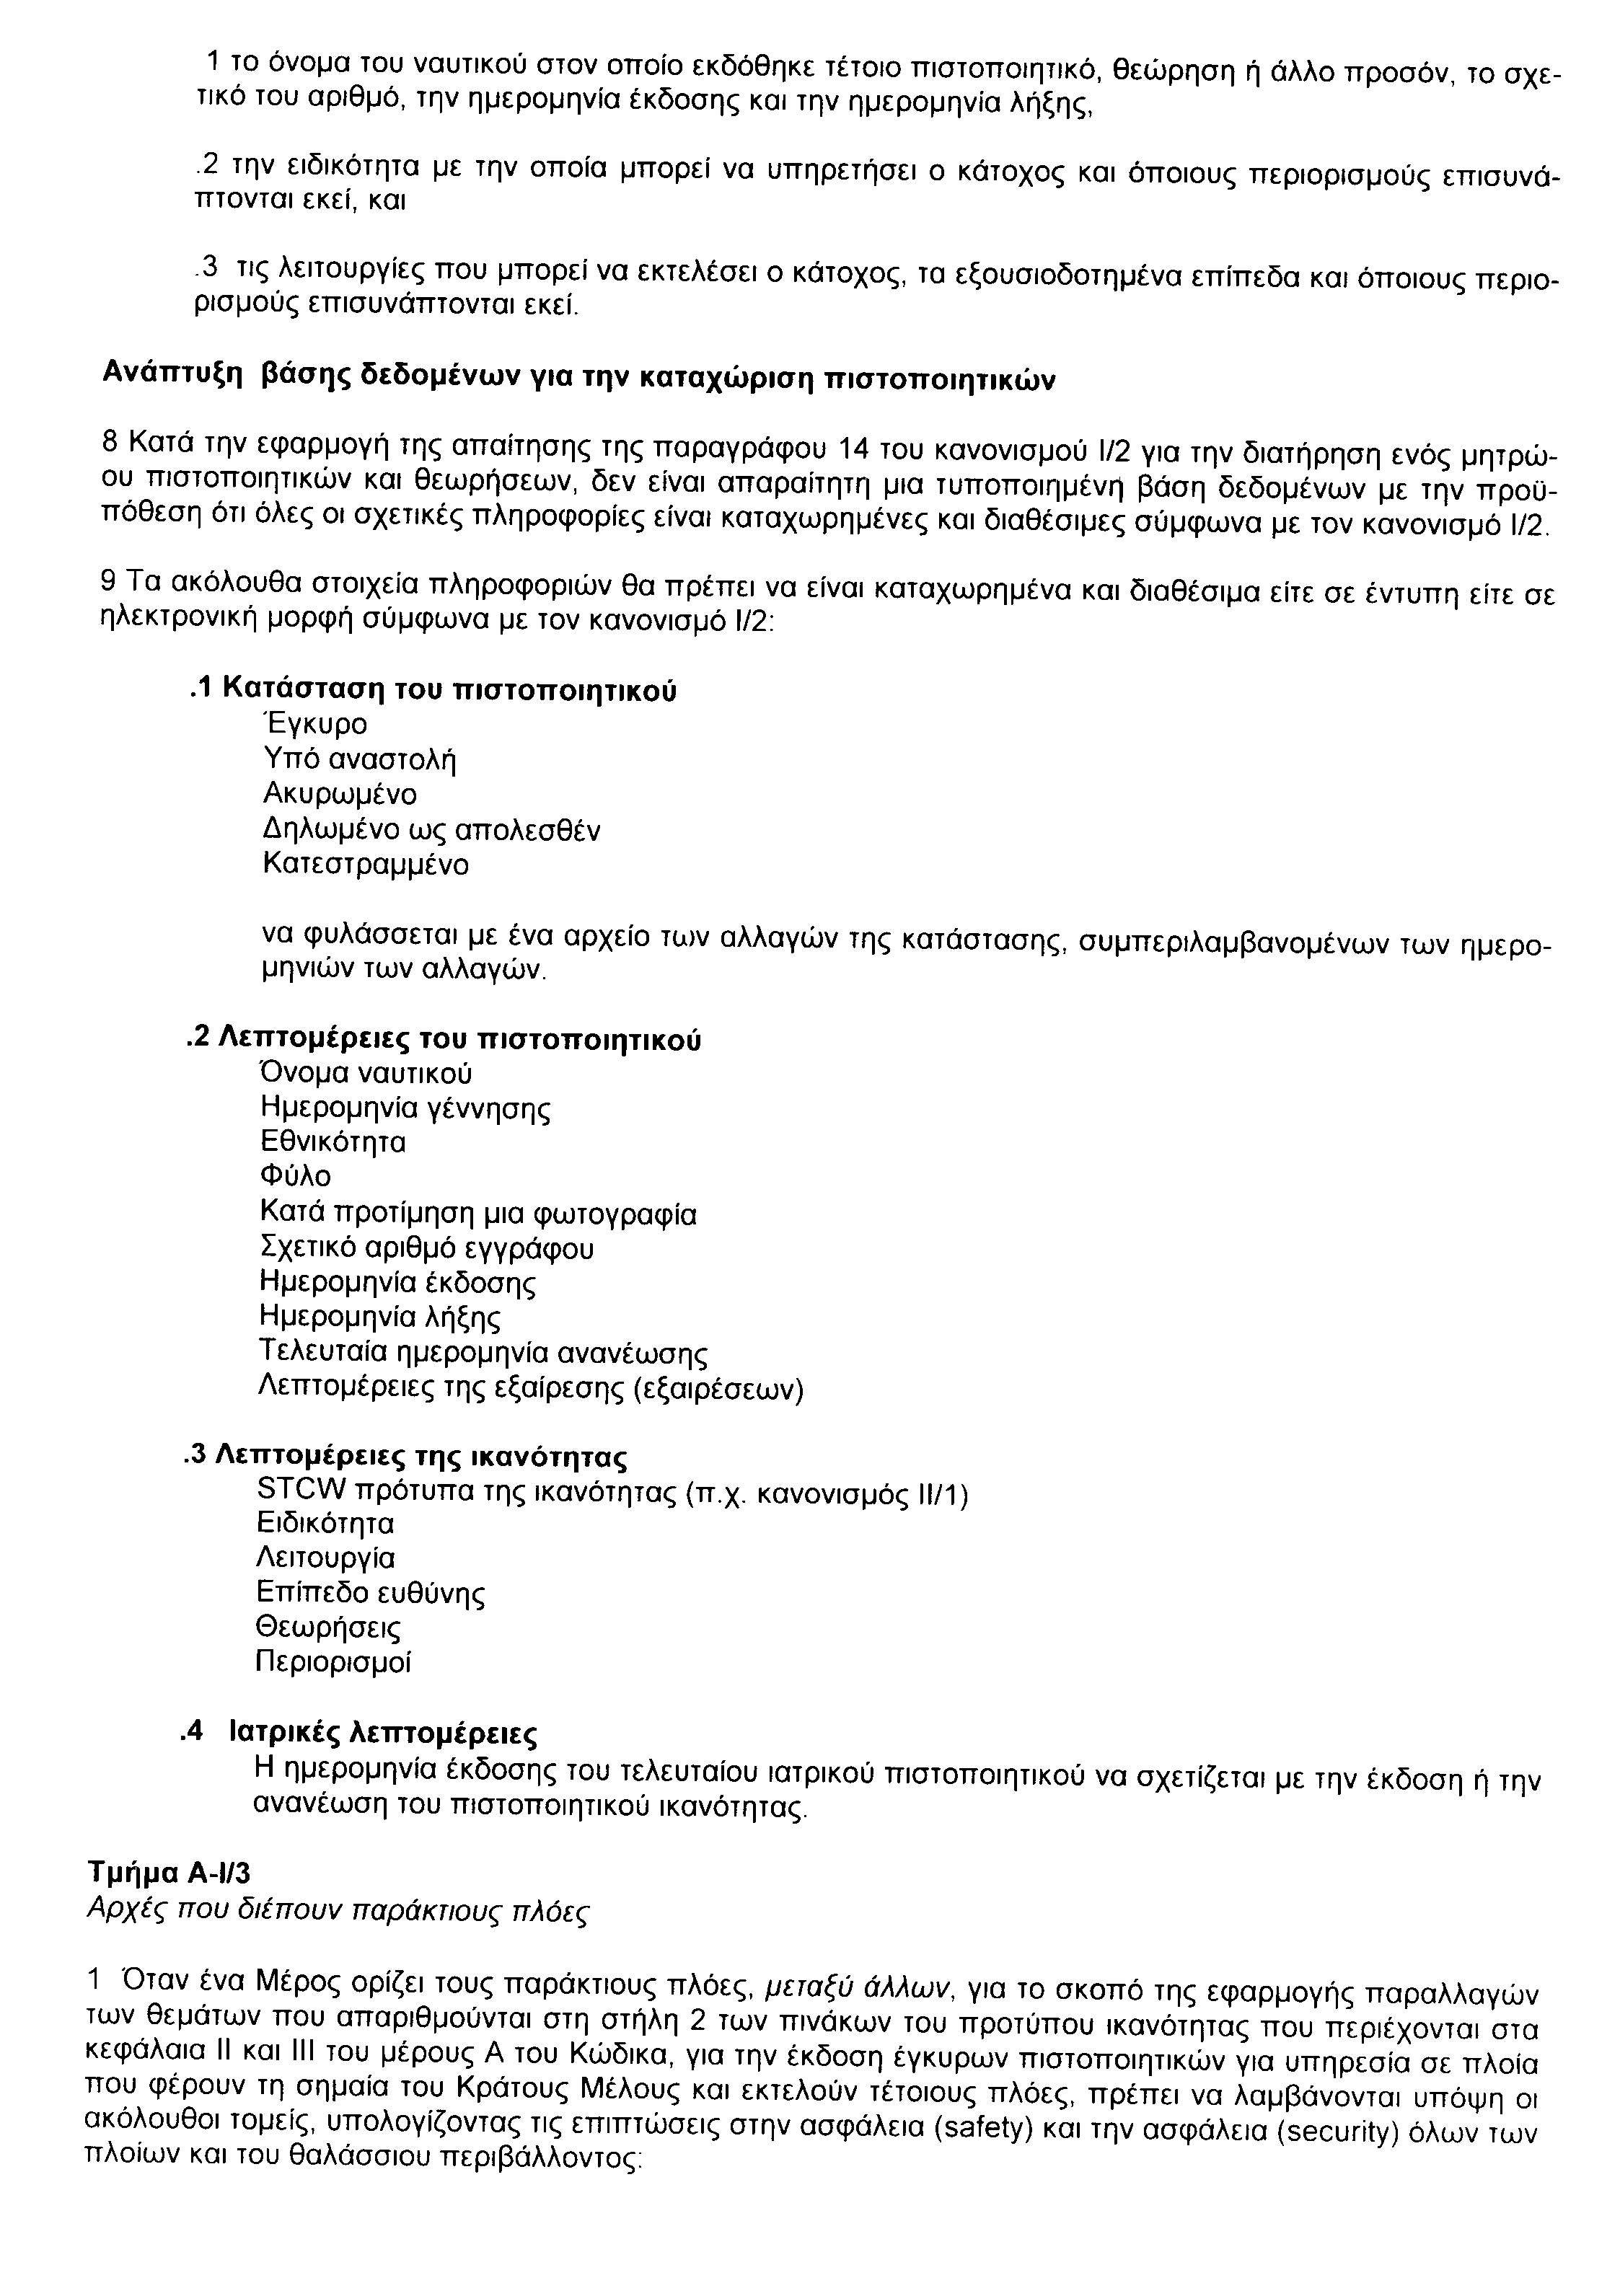 1 το όνομα του ναυτικού στον οποίο εκδόθηκε τέτοιο πιστοποιητικό, θεώρηση ή άλλο προσόν, το σχε-
τικό του αριθμό, την ημερομηνία έκδοσης και την ημερομηνία λήξης,
.2 την ειδικότητα με την οποία μπορεί να υπηρετήσει ο κάτοχος και όποιους περιορισμούς επισυνά-
πτονται εκεί, και
.3 τις λειτουργίες που μπορεί να εκτελέσει ο κάτοχος, τα εξουσιοδοτημένα επίπεδα και όποιους περιο-
ρισμούς επισυνάπτονται εκεί.
Ανάπτυξη βάσης δεδομένων για την καταχώριση πιστοποιητικών
8 Κατά την εφαρμογή της απαίτησης της παραγράφου 14 του κανονισμού Ι/2 για την διατήρηση ενός μητρώ-
ου πιστοποιητικών και θεωρήσεων, δεν είναι απαραίτητη μια τυποποιημένη βάση δεδομένων με την προϋ-
πόθεση ότι όλες οι σχετικές πληροφορίες είναι καταχωρημένες και διαθέσιμες σύμφωνα με τον κανονισμό Ι/2.
9 Τα ακόλουθα στοιχεία πληροφοριών θα πρέπει να είναι καταχωρημένα και διαθέσιμα είτε σε έντυπη είτε σε
ηλεκτρονική μορφή σύμφωνα με τον κανονισμό Ι/2:
.1 Κατάσταση του πιστοποιητικού
Έγκυρο
Υπό αναστολή
Ακυρωμένο
Δηλωμένο ως απολεσθέν
Κατεστραμμένο
να φυλάσσεται με ένα αρχείο των αλλαγών της κατάστασης, συμπεριλαμβανομένων των ημερο-
μηνιών των αλλαγών.
.2 Λεπτομέρειες του πιστοποιητικού
Όνομα ναυτικού
Ημερομηνία γέννησης
Εθνικότητα
Φύλο
Κατά προτίμηση μια φωτογραφία
Σχετικό αριθμό εγγράφου
Ημερομηνία έκδοσης
Ημερομηνία λήξης
Τελευταία ημερομηνία ανανέωσης
Λεπτομέρειες της εξαίρεσης (εξαιρέσεων)
.3 Λεπτομέρειες της ικανότητας
STCW πρότυπα της ικανότητας (π.χ. κανονισμός ΙΙ/1)
Ειδικότητα
Λειτουργία
Επίπεδο ευθύνης
Θεωρήσεις
Περιορισμοί
.4 Ιατρικές λεπτομέρειες
Η ημερομηνία έκδοσης του τελευταίου ιατρικού πιστοποιητικού να σχετίζεται με την έκδοση ή την
ανανέωση του πιστοποιητικού ικανότητας.
Τμήμα Α-Ι/3
Αρχές που διέπουν παράκτιους πλόες
1 Όταν ένα Μέρος ορίζει τους παράκτιους πλόες, μεταξύ άλλων, για το σκοπό της εφαρμογής παραλλαγών
των θεμάτων που απαριθμούνται στη στήλη 2 των πινάκων του προτύπου ικανότητας που περιέχονται στα
κεφάλαια ΙΙ και ΙΙΙ του μέρους Α του Κώδικα, για την έκδοση έγκυρων πιστοποιητικών για υπηρεσία σε πλοία
που φέρουν τη σημαία του Κράτους Μέλους και εκτελούν τέτοιους πλόες, πρέπει να λαμβάνονται υπόψη οι
ακόλουθοι τομείς, υπολογίζοντας τις επιπτώσεις στην ασφάλεια (safety) και την ασφάλεια (security) όλων των
πλοίων και του θαλάσσιου περιβάλλοντος: